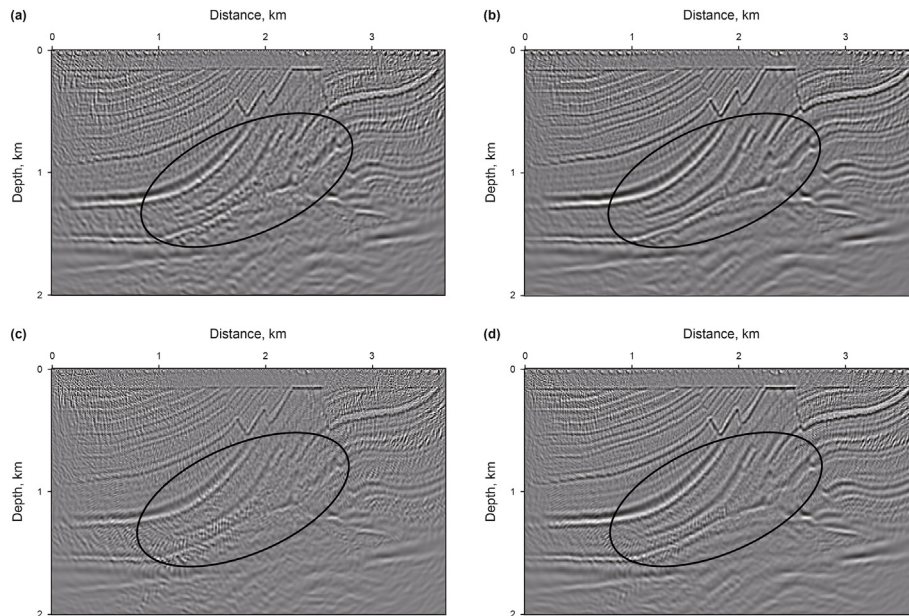 (a) Distance, km (b) Distance, km
0 1 2 3 0 1 2 3
0 0
Depth, km Depth, km
1 1
2 2
(c) Distance, km (d) Distance, km
0 1 2 3 0 1 2 3
0 0
Depth, km Depth, km
1 1
2 2